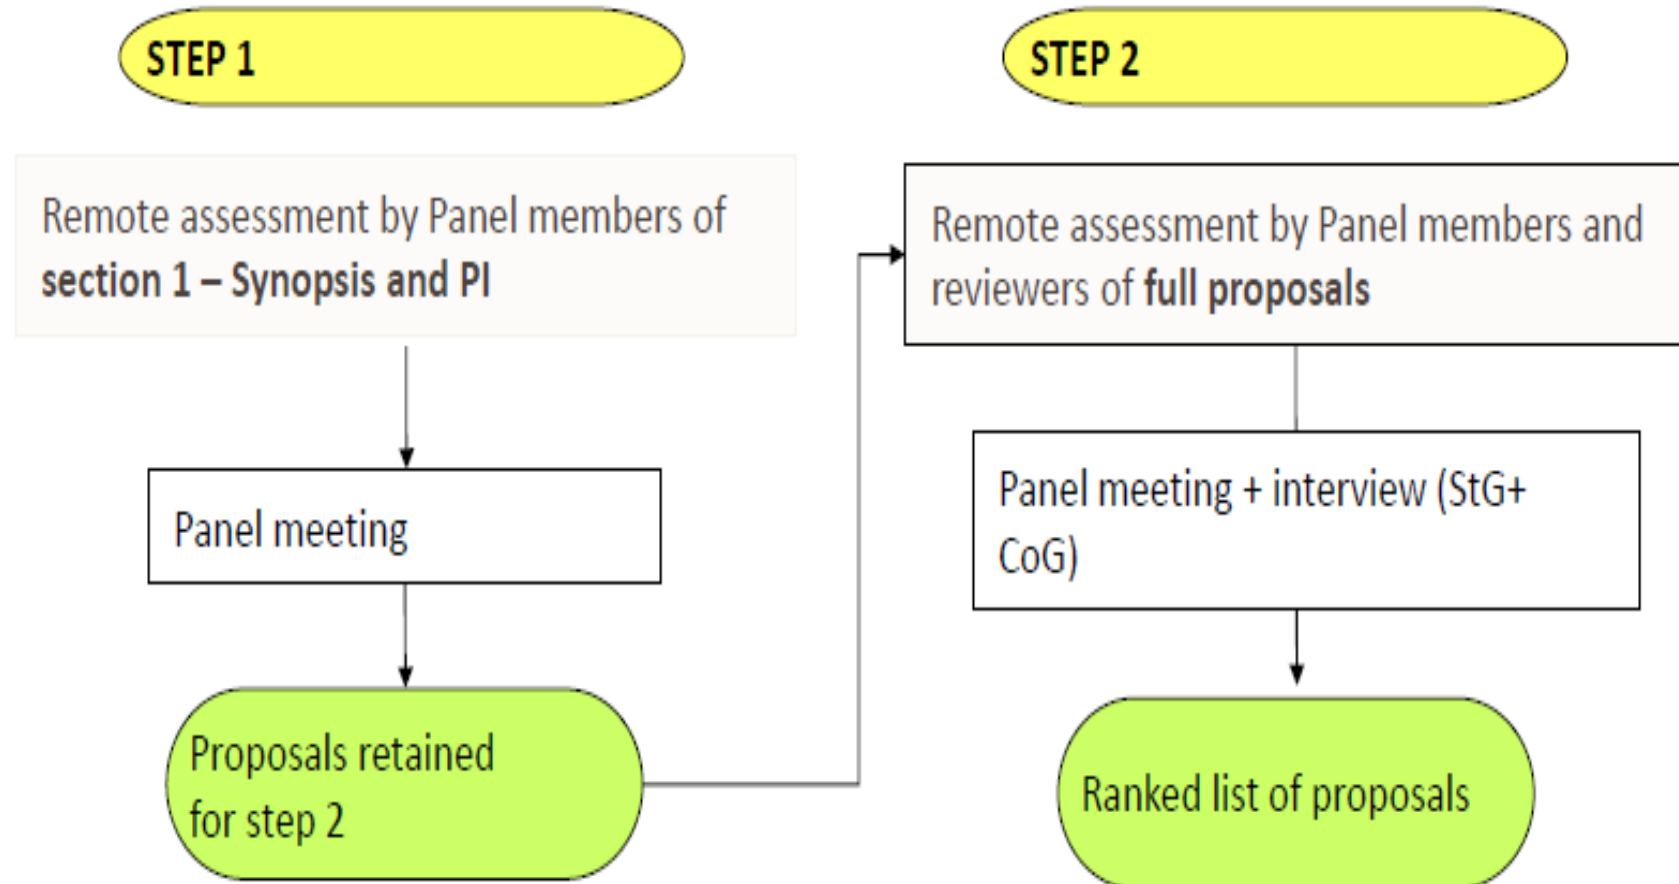 STEP 1
Remote assessment by Panel members of
section 1 – Synopsis and PI
Panel meeting
Proposals retained
for step 2
STEP 2
Remote assessment by Panel members and
reviewers of full proposals
Panel meeting + interview (StG+
CoG)
Ranked list of proposals